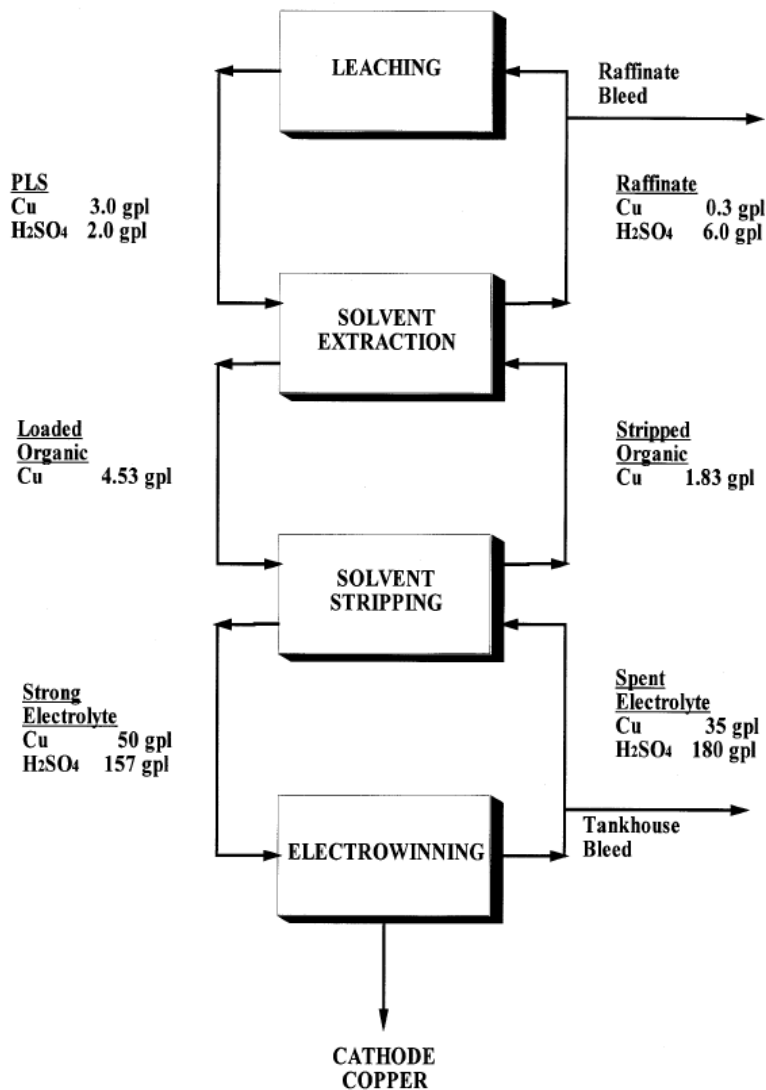 LEACHING
Raffinate
Bleed
PLS
Cu 3.0 gpl
H2SO4 2.0 gpl
Raffinate
Cu 0.3 gpl
H2SO4 6.0 gpl
SOLVENT
EXTRACTION
Loaded
Organic
Cu 4.53 gpl
Stripped
Organic
Cu 1.83 gpl
SOLVENT
STRIPPING
Strong
Electrolyte
Cu 50 gpl
H2SO4 157 gpl
Spent
Electrolyte
Cu 35 gpl
H2SO4 180 gpl
ELECTROWINNING
Tankhouse
Bleed
CATHODE
COPPER